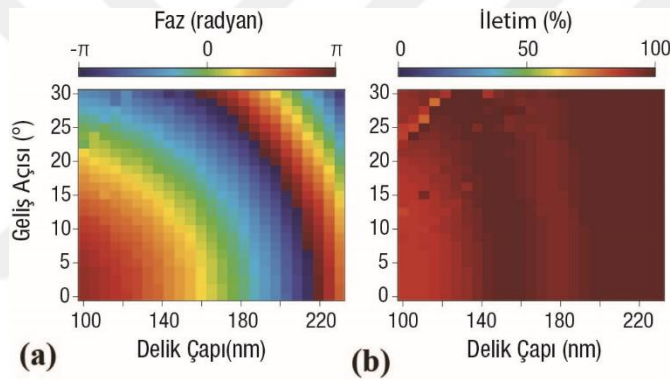 Faz (radyan)
-π 0 π
İletim (%)
0 50 100
Geliş Açısı (°)
30
25
20
15
10
5
0
100 140 180 220
(a) Delik Çapı(nm)
30
25
20
15
10
5
0
100 140 180 220
(b) Delik Çapı (nm)